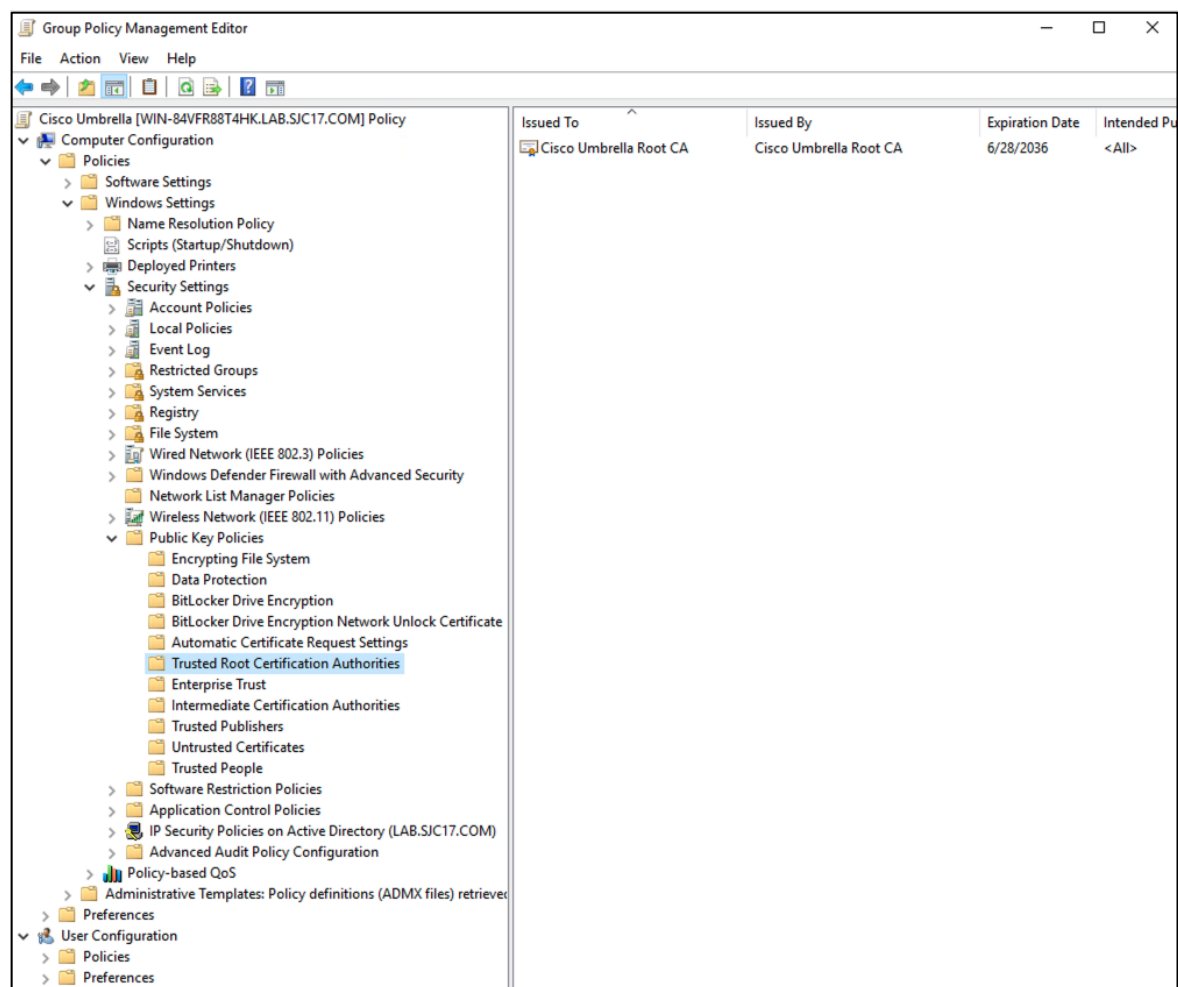 Group Policy Management Editor
File Action View Help
Cisco Umbrella [WIN-84VFR88T4HK.LAB.SJC17.COM] Policy
Computer Configuration
Policies
Software Settings
Windows Settings
Name Resolution Policy
Scripts (Startup/Shutdown)
Deployed Printers
Security Settings
Account Policies
Local Policies
Event Log
Restricted Groups
System Services
Registry
File System
Wired Network (IEEE 802.3) Policies
Windows Defender Firewall with Advanced Security
Network List Manager Policies
Wireless Network (IEEE 802.11) Policies
Public Key Policies
Encrypting File System
Data Protection
BitLocker Drive Encryption
BitLocker Drive Encryption Network Unlock Certificate
Automatic Certificate Request Settings
Trusted Root Certification Authorities
Enterprise Trust
Intermediate Certification Authorities
Trusted Publishers
Untrusted Certificates
Trusted People
Software Restriction Policies
Application Control Policies
IP Security Policies on Active Directory (LAB.SJC17.COM)
Advanced Audit Policy Configuration
Policy-based QoS
Administrative Templates: Policy definitions (ADMX files) retrieved
Preferences
User Configuration
Policies
Preferences
Issued To Issued By Expiration Date Intended Pu
Cisco Umbrella Root CA Cisco Umbrella Root CA 6/28/2036 <All>